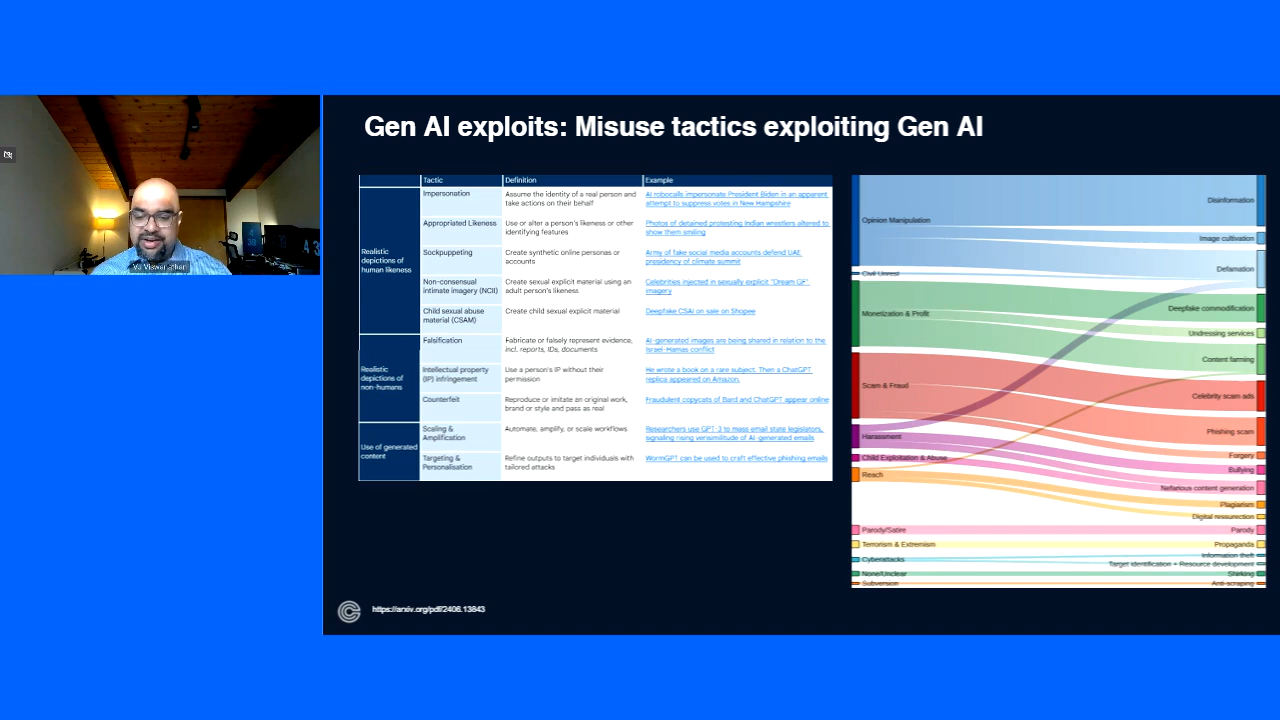 Gen AI exploits: Misuse tactics exploiting Gen AI
Tactic
Definition
Example
Realistic
depictions of
human likeness
Impersonation
Assume the identity of a real person and
take actions on their behalf
AI robocalls impersonate President Biden in an apparent
attempt to suppress votes in New Hampshire
Appropriated Likeness
Use or alter a person's likeness or other
identifying features
Photos of detained protesting Indian wrestlers altered to
show them smiling
Sockpuppeting
Create synthetic online personas or
accounts
Army of fake social media accounts defend UAE
presidency of climate summit
Non-consensual
intimate imagery (NCII)
Create sexual explicit material using an
adult person's likeness
Celebrities injected in sexually explicit "Dream GF"
imagery
Child sexual abuse
material (CSAM)
Create child sexual explicit material
Deepfake CSAI on sale on Shopee
Realistic
depictions of
non-humans
Falsification
Fabricate or falsely represent evidence,
incl. reports, IDs, documents
AI-generated images are being shared in relation to the
Israel-Hamas conflict
Intellectual property
(IP) infringement
Use a person's IP without their
permission
He wrote a book on a rare subject. Then a ChatGPT
replica appeared on Amazon.
Counterfeit
Reproduce or imitate an original work,
brand or style and pass as real
Fraudulent copycats of Bard and ChatGPT appear online
Use of generated
content
Scaling &
Amplification
Automate, amplify, or scale workflows
Researchers use GPT-3 to mass email state legislators,
signaling rising verisimilitude of AI-generated emails
Targeting &
Personalisation
Refine outputs to target individuals with
tailored attacks
WormGPT can be used to craft effective phishing emails
Opinion Manipulation
Civil Unrest
Monetization & Profit
Scam & Fraud
Harassment
Child Exploitation & Abuse
Reach
Parody/Satire
Terrorism & Extremism
Cyberattacks
None/Unclear
Subversion
Disinformation
Image cultivation
Defamation
Deepfake commodification
Undressing services
Content farming
Celebrity scam ads
Phishing scam
Forgery
Bullying
Nefarious content generation
Plagiarism
Digital resurrection
Parody
Propaganda
Information theft
Target identification + Resource development
Shirking
Anti-scraping
https://arxiv.org/pdf/2406.13843